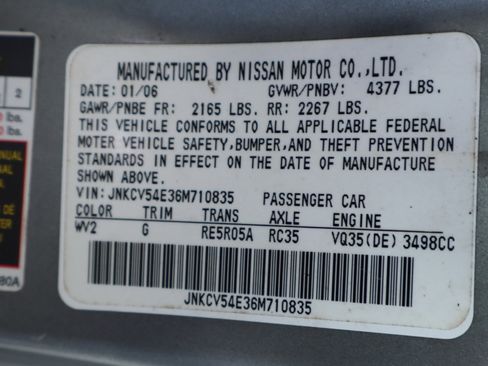 MANUFACTURED BY NISSAN MOTOR CO.,LTD.
DATE: 01/06 GVWR/PNBV: 4377 LBS.
GAWR/PNBE FR: 2165 LBS. RR: 2267 LBS.
THIS VEHICLE CONFORMS TO ALL APPLICABLE FEDERAL
MOTER VEHICLE SAFETY,BUMPER,AND THEFT PREVENTION
STANDARDS IN EFFECT ON THE DATE OF MANUFACTURE
SHOWN ABOVE.
VIN: JNKCV54E36M710835 PASSENGER CAR
COLOR TRIM TRANS AXLE ENGINE
WV2 G RE5R05A RC35 VQ35(DE) 3498CC
JNKCV54E36M710835
2
lbs.
lbs.